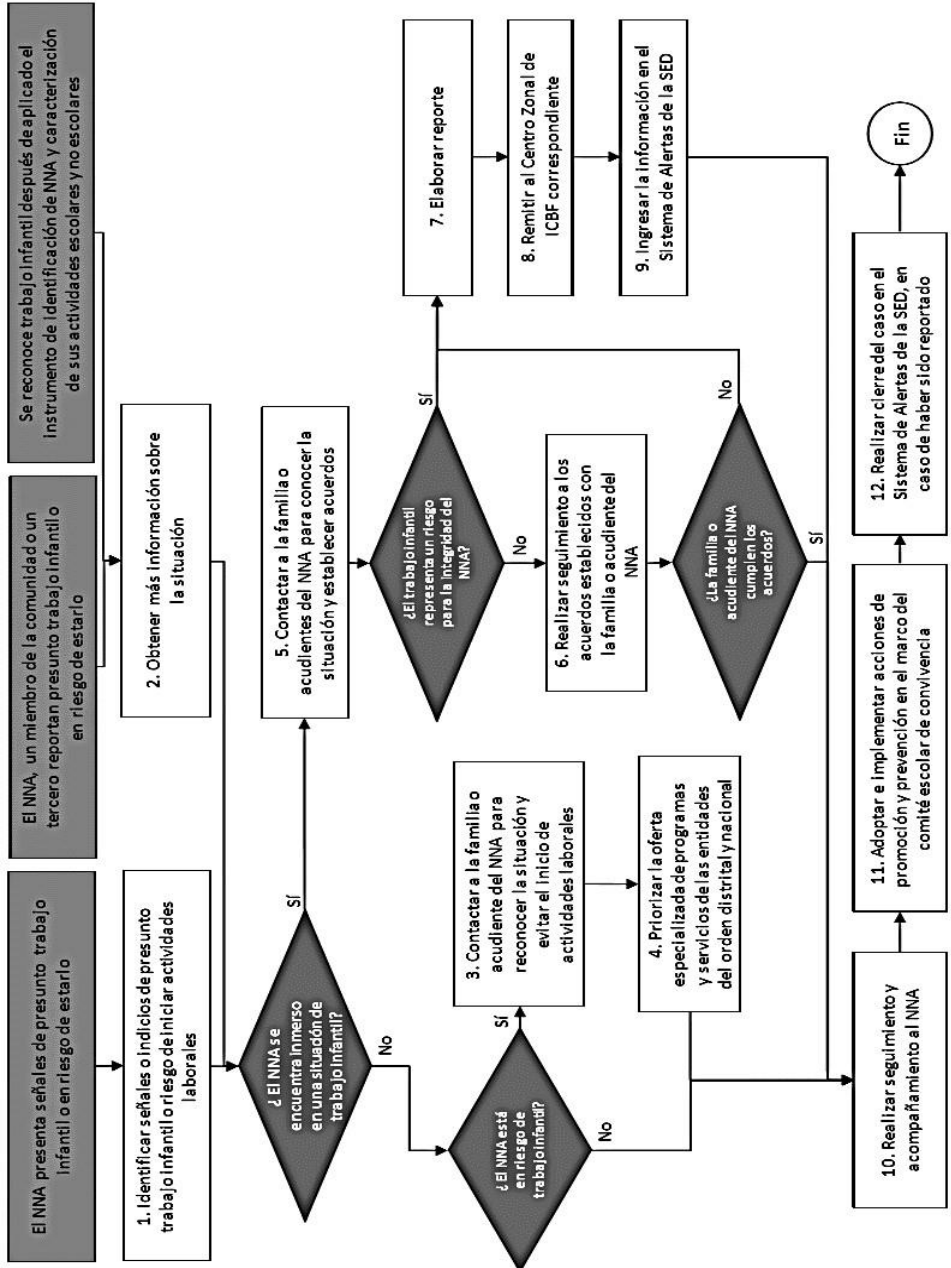 El NNA presenta señales de presunto trabajo
infantil o en riesgo de estarlo
El NNA, un miembro de la comunidad o un
tercero reportan presunto trabajo infantil o
en riesgo de estarlo
Se reconoce trabajo infantil después de aplicado el
instrumento de identificación de NNA y caracterización
de sus actividades escolares y no escolares
1. Identificar señales o indicios de presunto
trabajo infantil o riesgo de iniciar actividades
laborales
2. Obtener más información sobre
la situación
¿ El NNA se
encuentra inmerso
en una situación de
trabajo infantil?
Sí
No
5. Contactar a la familia o
acudientes del NNA para conocer la
situación y establecer acuerdos
¿ El NNA está
en riesgo de
trabajo infantil?
Sí
No
3. Contactar a la familia o
acudiente del NNA para
reconocer la situación y
evitar el inicio de
actividades laborales
4. Priorizar la oferta
especializada de programas
y servicios de las entidades
del orden distrital y nacional
¿El trabajo infantil
representa un riesgo
para la integridad del
NNA?
Sí
No
6. Realizar seguimiento a los
acuerdos establecidos con
la familia o acudiente del
NNA
¿La familia o
acudiente del NNA
cumplen los
acuerdos?
No
Sí
7. Elaborar reporte
8. Remitir al Centro Zonal de
ICBF correspondiente
9. Ingresar la información en el
Sistema de Alertas de la SED
10. Realizar seguimiento y
acompañamiento al NNA
11. Adoptar e implementar acciones de
promoción y prevención en el marco del
comité escolar de convivencia
12. Realizar cierre del caso en el
Sistema de Alertas de la SED, en
caso de haber sido reportado
Fin